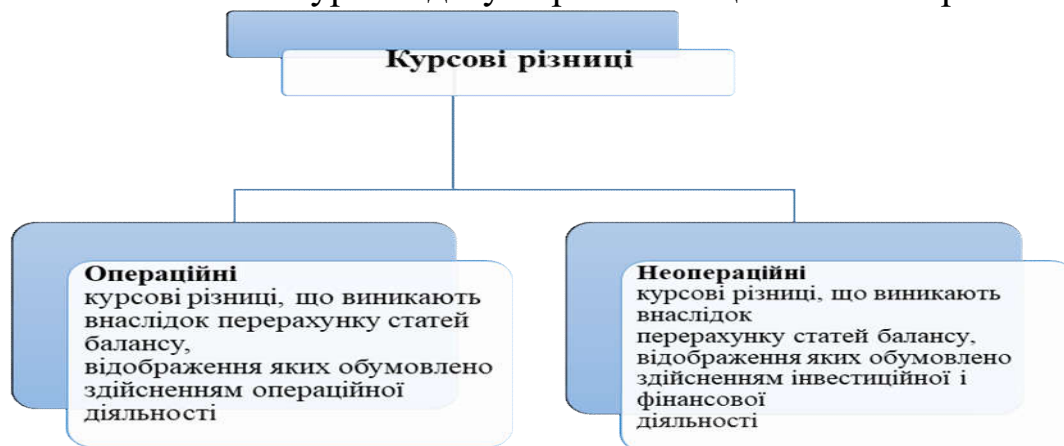 Курсові різниці
Операційні
курсові різниці, що виникають
внаслідок перерахунку статей
балансу,
відображення яких обумовлено
здійсненням операційної
діяльності
Неопераційні
курсові різниці, що виникають
внаслідок
перерахунку статей балансу,
відображення яких обумовлено
здійсненням інвестиційної і
фінансової
діяльності